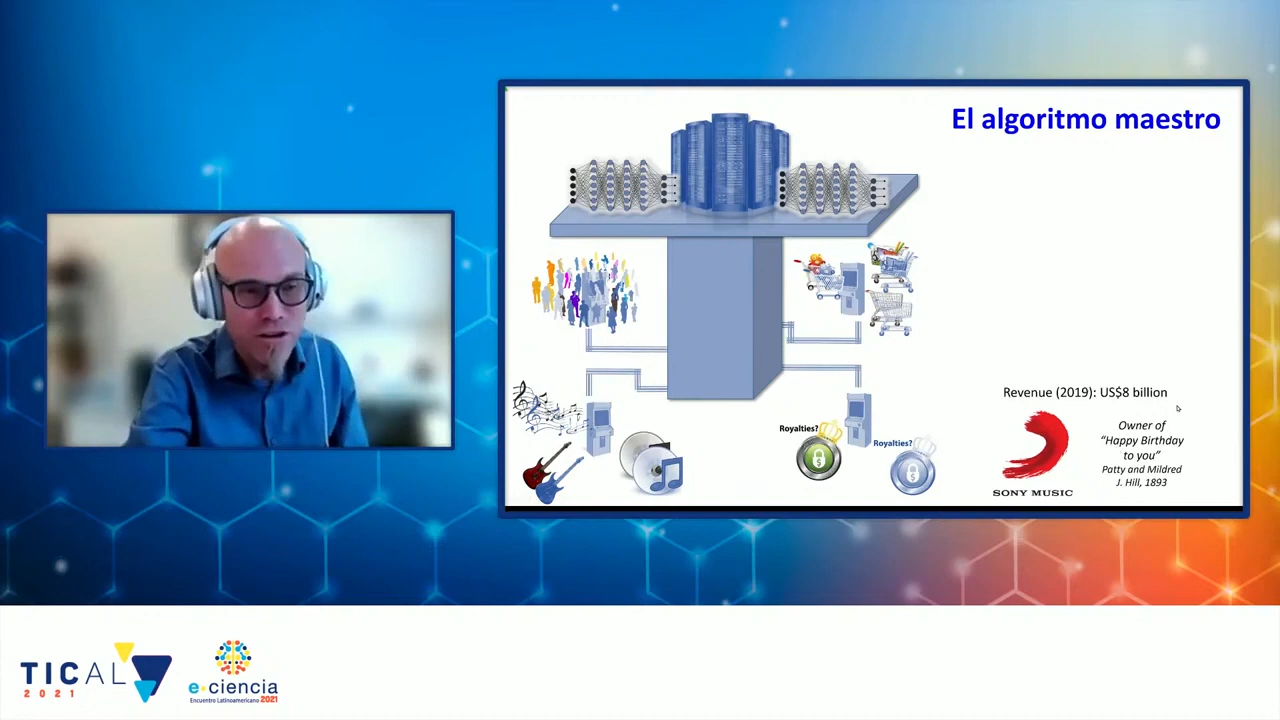 El algoritmo maestro
Royalties?
Royalties?
Revenue (2019): US$8 billion
SONY MUSIC
Owner of
“Happy Birthday
to you”
Patty and Mildred
J. Hill, 1893
TICAL
2021
e-ciencia
Encuentro Latinoamericano 2021